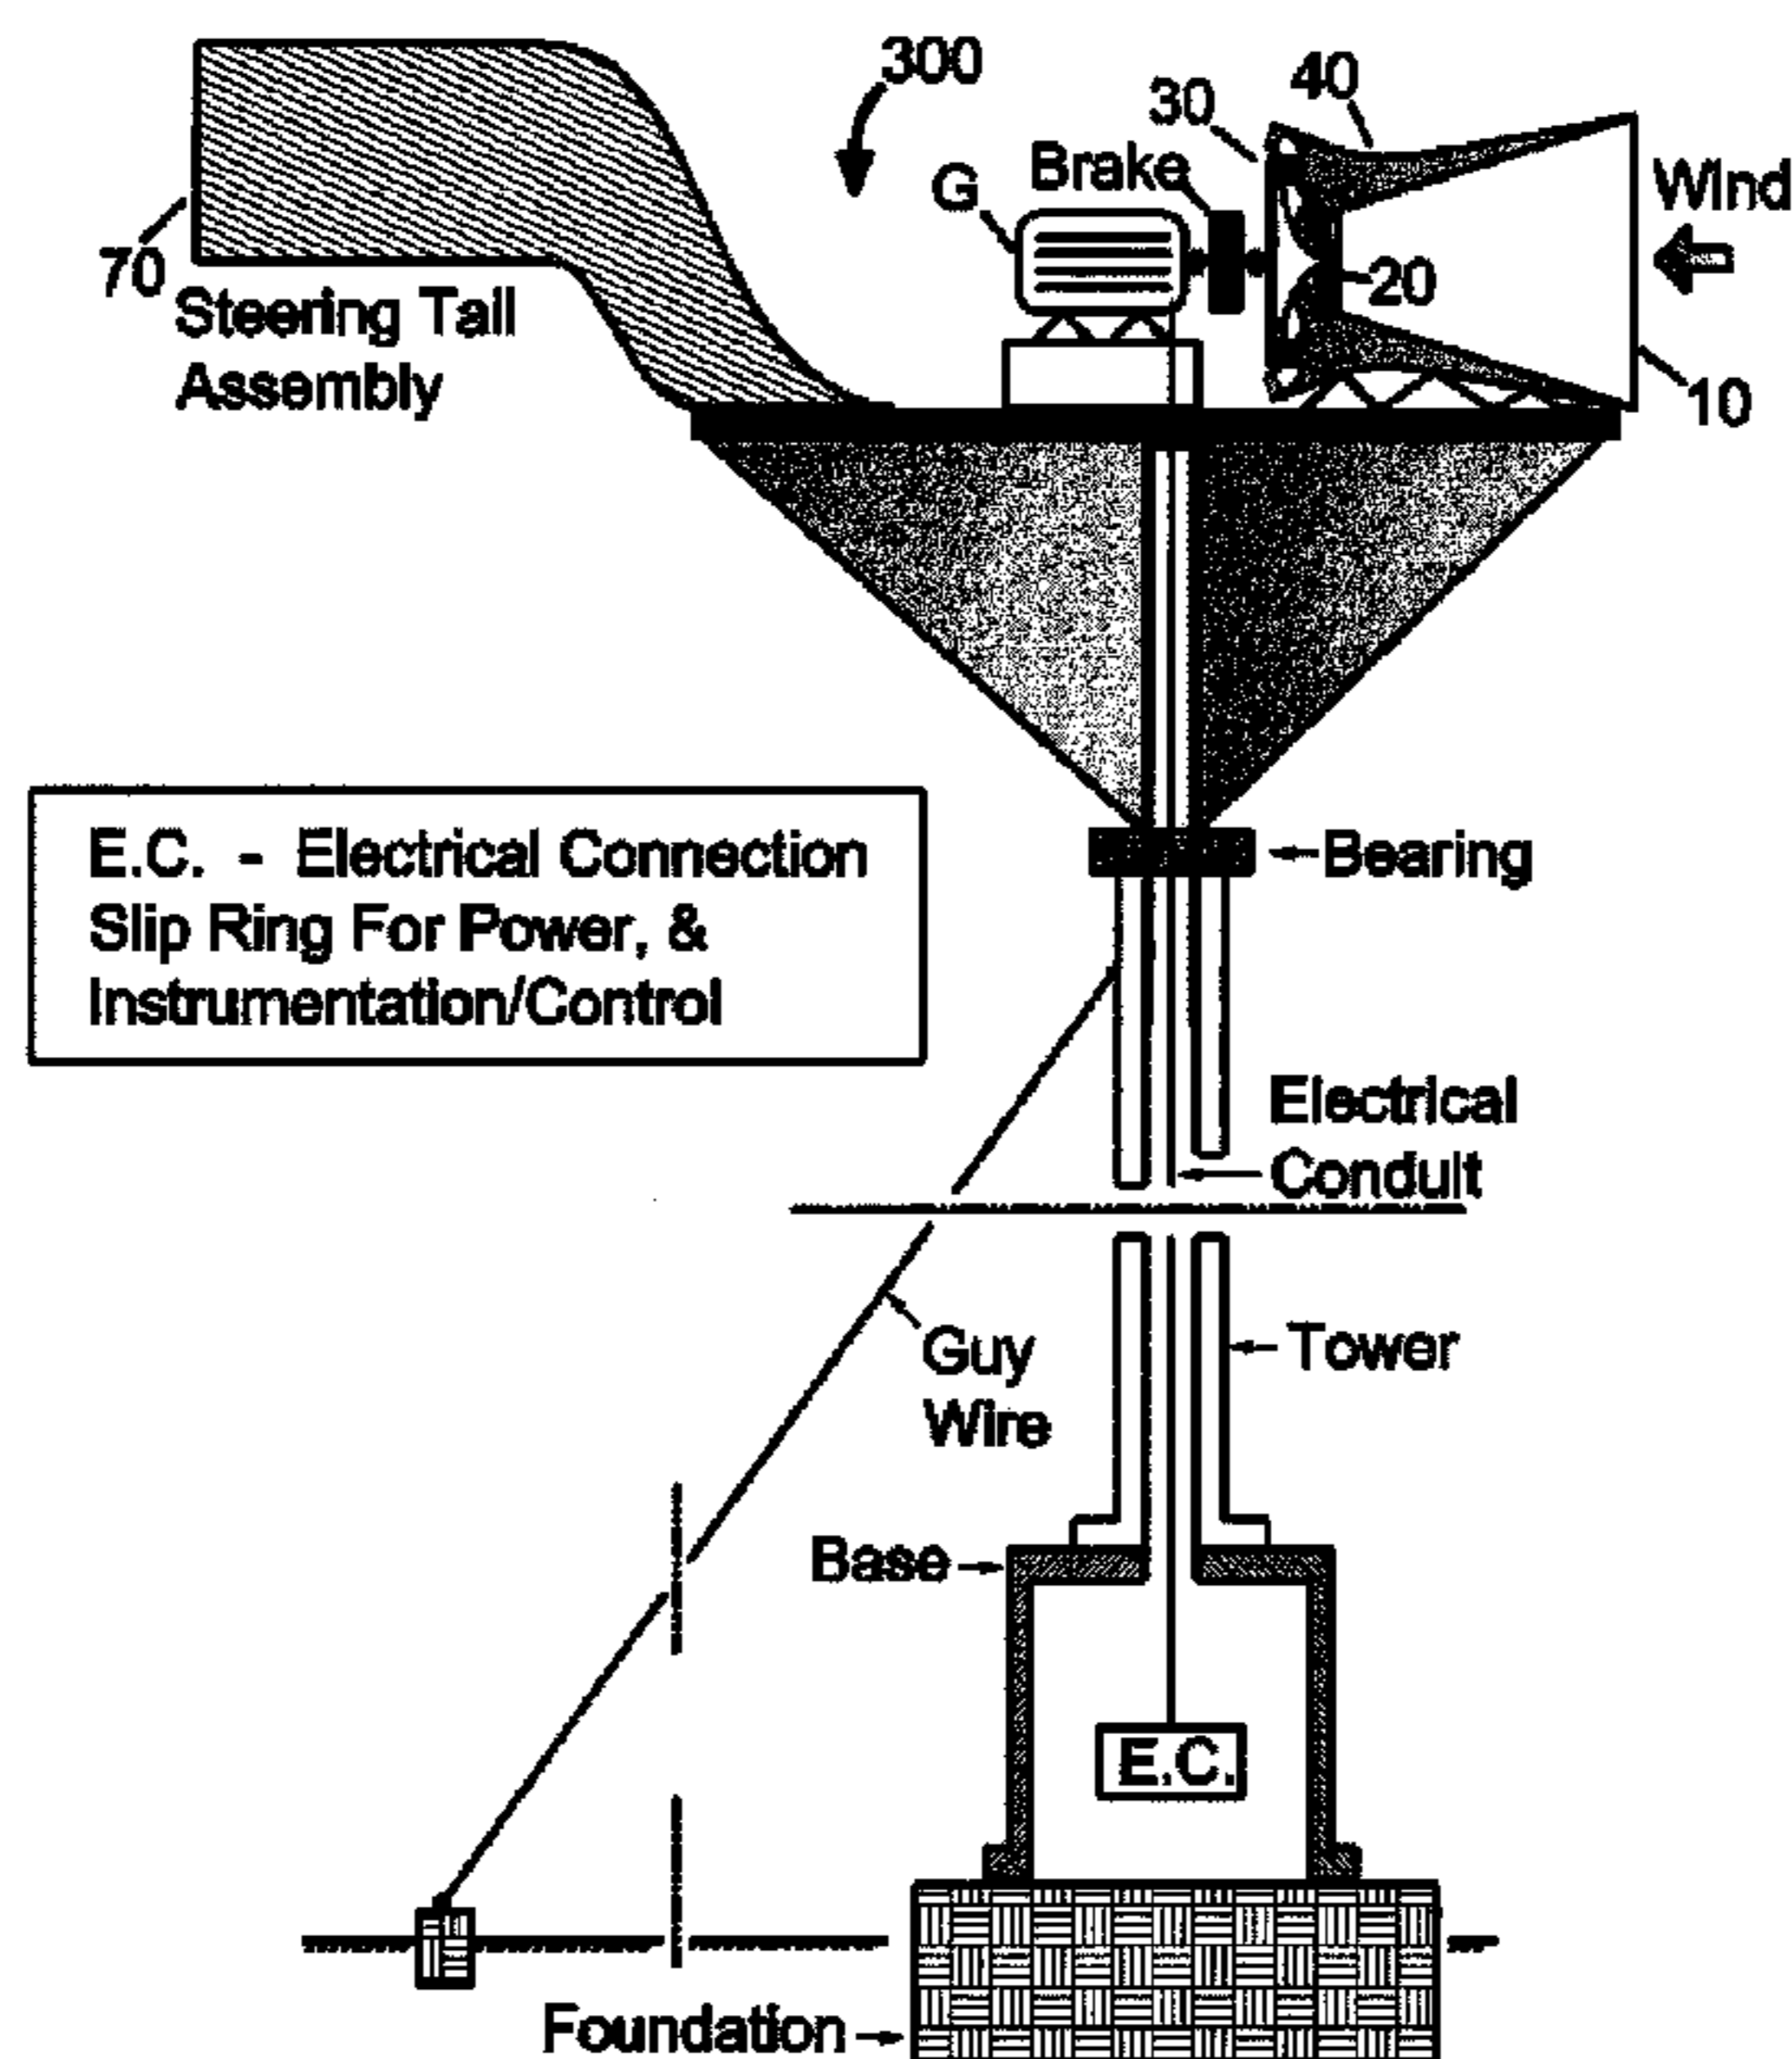 300
30
40
G
Brake
Wind
70
20
Steering Tail
Assembly
10
E.C. - Electrical Connection
Slip Ring For Power, &
Instrumentation/Control
Bearing
Electrical
Conduit
Guy
Wire
Tower
Base
E.C.
Foundation